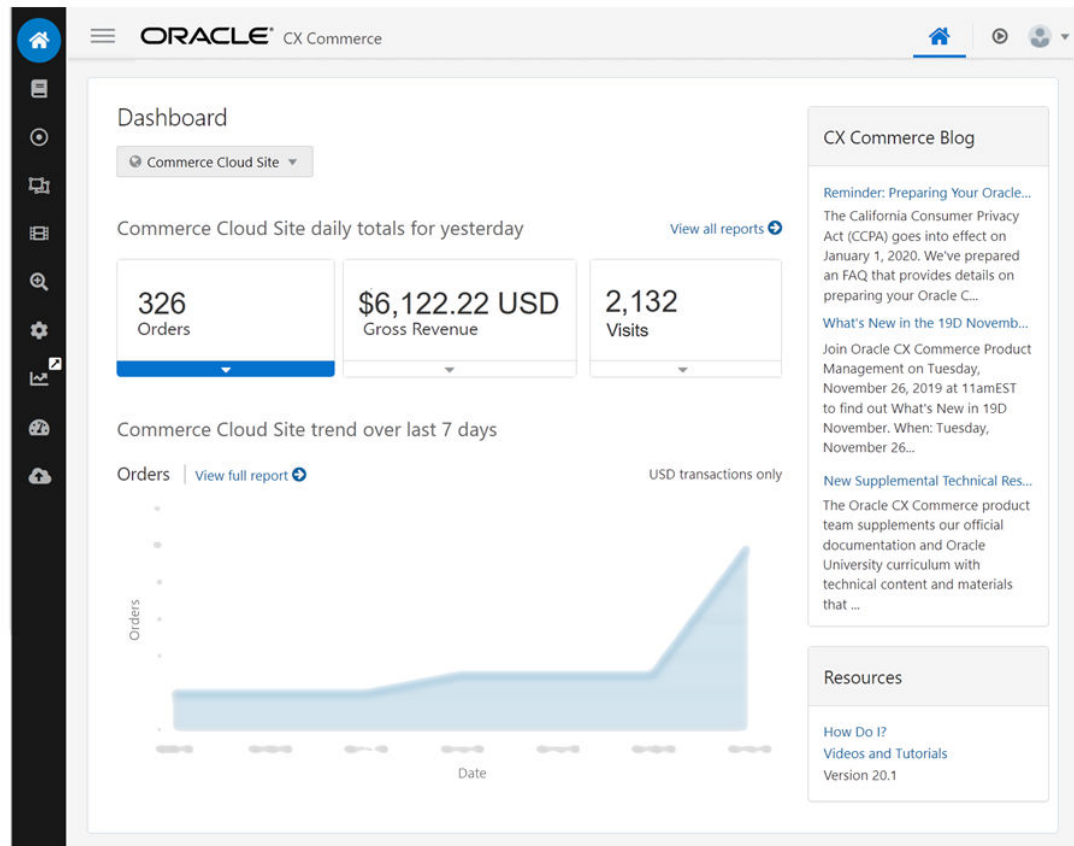 ORACLE® CX Commerce
Dashboard
Commerce Cloud Site
Commerce Cloud Site daily totals for yesterday
View all reports
326
Orders
$6,122.22 USD
Gross Revenue
2,132
Visits
Commerce Cloud Site trend over last 7 days
Orders
View full report
USD transactions only
Orders
Date
CX Commerce Blog
Reminder: Preparing Your Oracle...
The California Consumer Privacy
Act (CCPA) goes into effect on
January 1, 2020. We've prepared
an FAQ that provides details on
preparing your Oracle C...
What's New in the 19D Novemb...
Join Oracle CX Commerce Product
Management on Tuesday,
November 26, 2019 at 11amEST
to find out What's New in 19D
November. When: Tuesday,
November 26...
New Supplemental Technical Res...
The Oracle CX Commerce product
team supplements our official
documentation and Oracle
University curriculum with
technical content and materials
that ...
Resources
How Do I?
Videos and Tutorials
Version 20.1